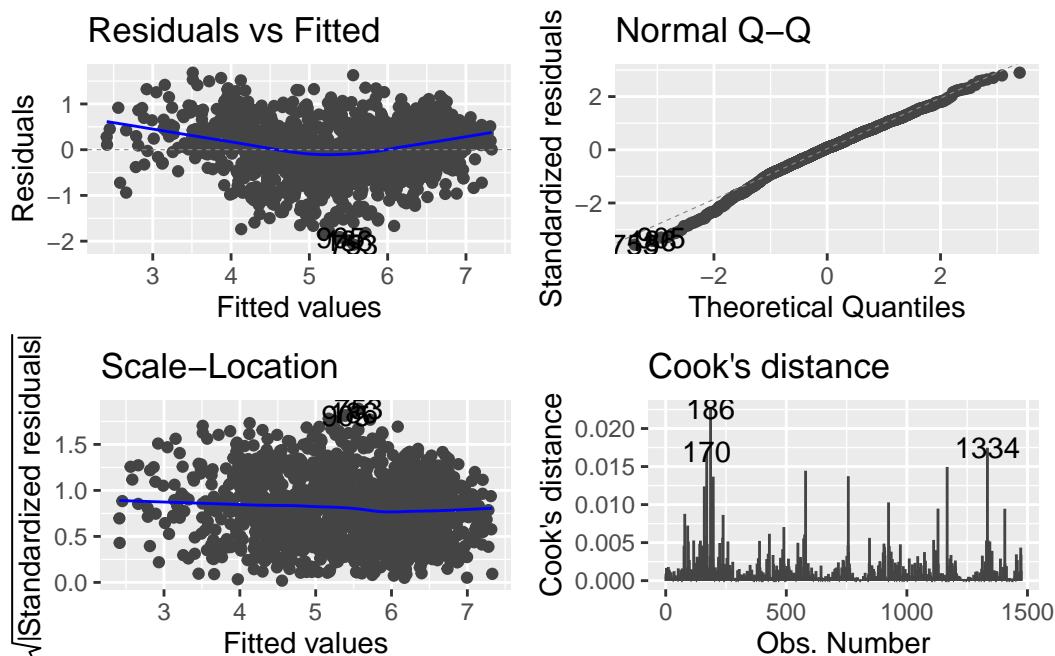 Residuals vs Fitted
Residuals
1
0
−1
−2
3 4 5 6 7
Fitted values
Normal Q−Q
Standardized residuals
2
0
−2
−2 0 2
Theoretical Quantiles
Scale−Location
√|Standardized residuals|
1.5
1.0
0.5
0.0
3 4 5 6 7
Fitted values
Cook's distance
Cook's distance
0.020
0.015
0.010
0.005
0.000
186
170
1334
0 500 1000 1500
Obs. Number